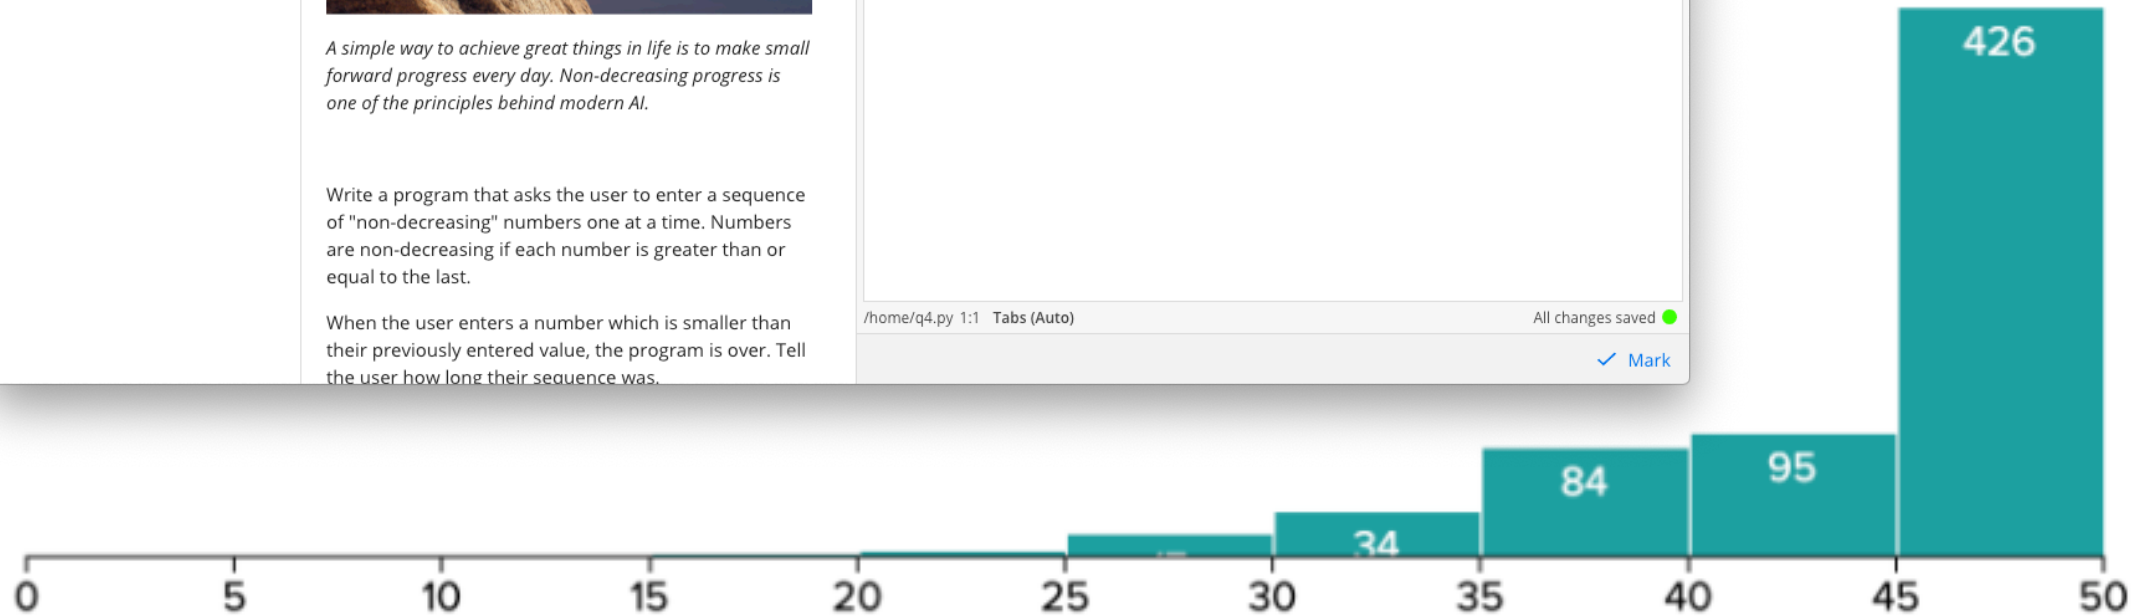 A simple way to achieve great things in life is to make small
forward progress every day. Non-decreasing progress is
one of the principles behind modern AI.
Write a program that asks the user to enter a sequence
of "non-decreasing" numbers one at a time. Numbers
are non-decreasing if each number is greater than or
equal to the last.
When the user enters a number which is smaller than
their previously entered value, the program is over. Tell
the user how long their sequence was.
/home/q4.py 1:1 Tabs (Auto) All changes saved
Mark
426
95
84
34
0 5 10 15 20 25 30 35 40 45 50